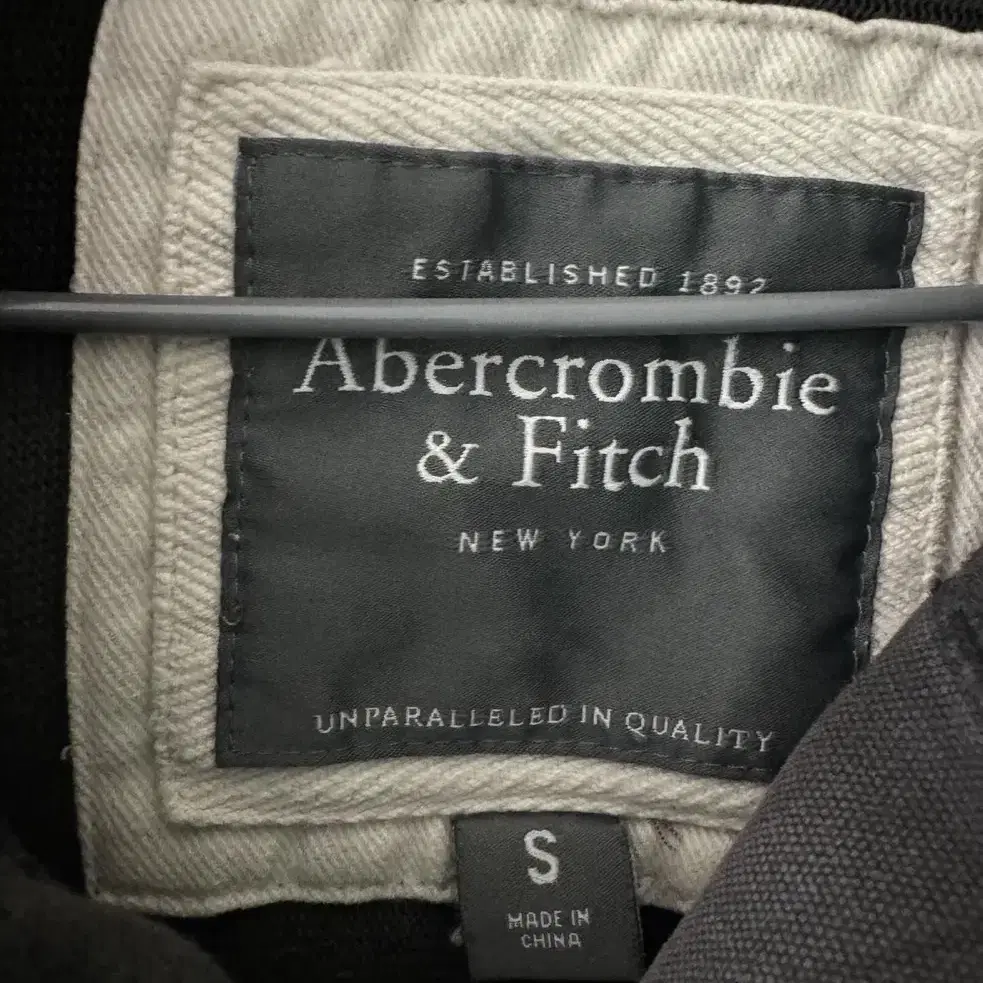 ESTABLISHED 1892
Abercrombie
& Fitch
NEW YORK
UNPARALLELED IN QUALITY
S
MADE IN
CHINA